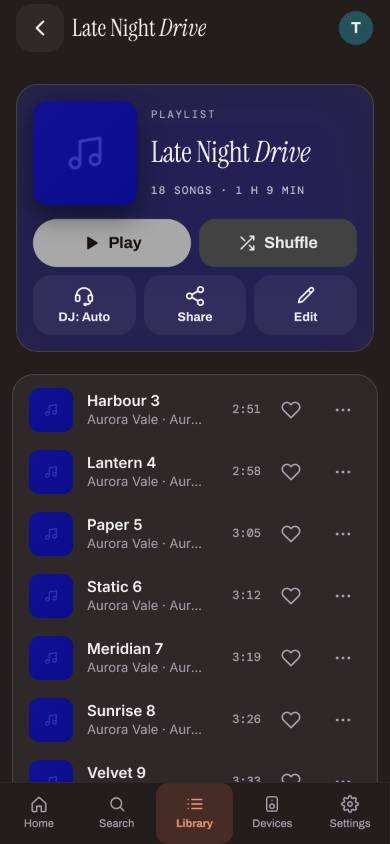 Late Night Drive
T
PLAYLIST
Late Night Drive
18 SONGS · 1 H 9 MIN
Play
Shuffle
DJ: Auto
Share
Edit
Harbour 3
Aurora Vale · Aur...
2:51
Lantern 4
Aurora Vale · Aur...
2:58
Paper 5
Aurora Vale · Aur...
3:05
Static 6
Aurora Vale · Aur...
3:12
Meridian 7
Aurora Vale · Aur...
3:19
Sunrise 8
Aurora Vale · Aur...
3:26
Velvet 9
3:33
Home
Search
Library
Devices
Settings